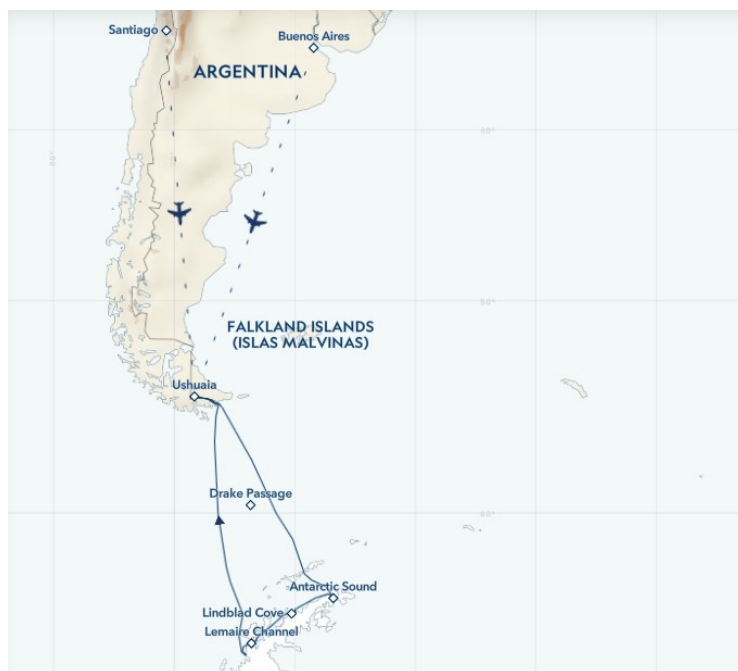 Santiago
Buenos Aires
ARGENTINA
FALKLAND ISLANDS
(ISLAS MALVINAS)
Ushuaia
Drake Passage
Antarctic Sound
Lindblad Cove
Lemaire Channel